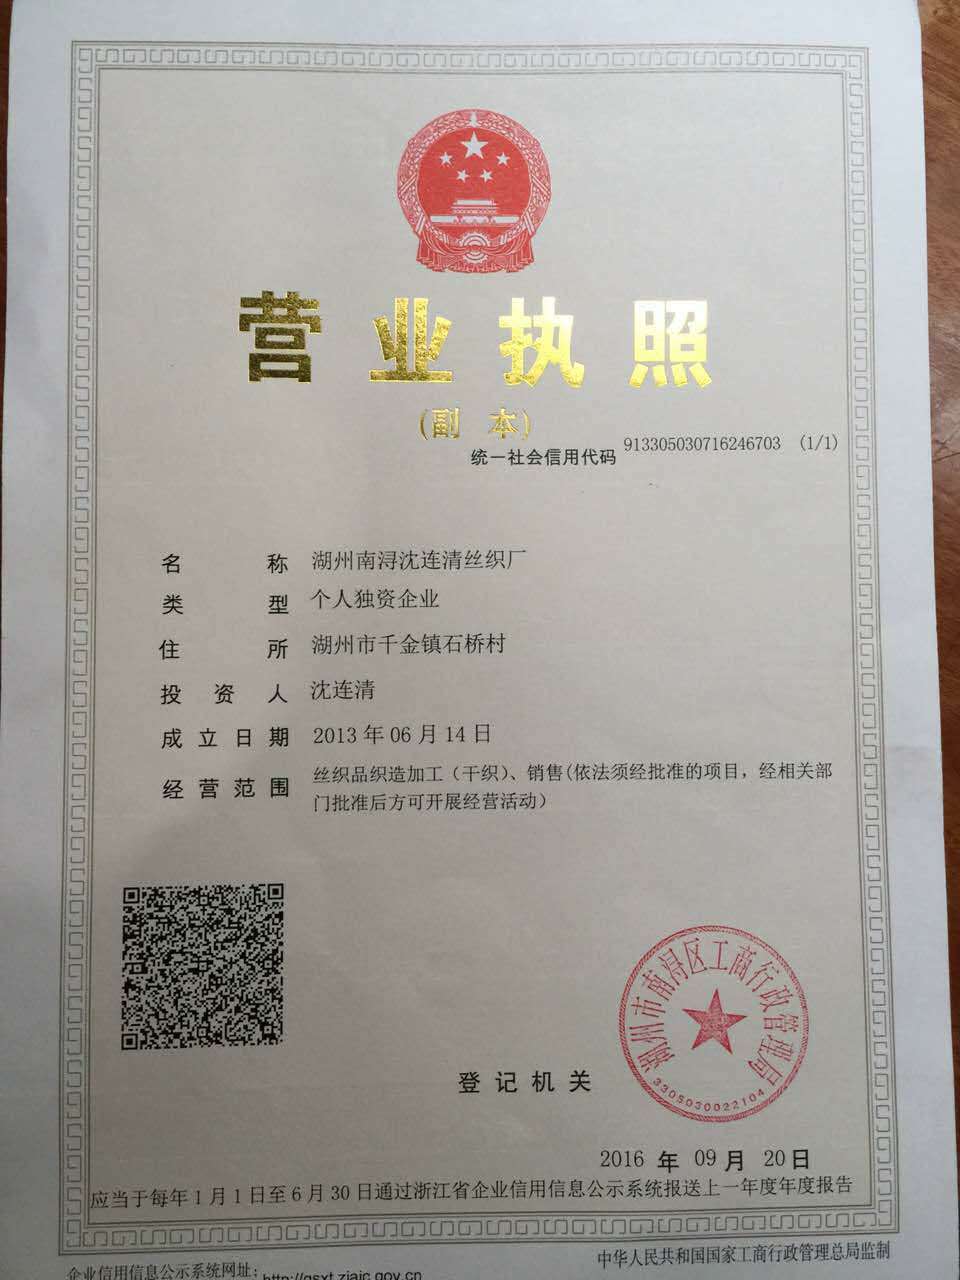 营业执照
(副 本)
统一社会信用代码 913305030716246703 (1/1)
名称 湖州南浔沈连清丝织厂
类型 个人独资企业
住所 湖州市千金镇石桥村
投资人 沈连清
成立日期 2013年06月14日
经营范围 丝织品织造加工（干织）、销售(依法须经批准的项目，经相关部
门批准后方可开展经营活动）
湖州市南浔区工商行政管理局
3305030022104
登记机关
2016 年 09 月 20 日
应当于每年1月1日至6月30日通过浙江省企业信用信息公示系统报送上一年度年度报告
企业信用信息公示系统网址: http://gsxt.zjaic.gov.cn
中华人民共和国国家工商行政管理总局监制